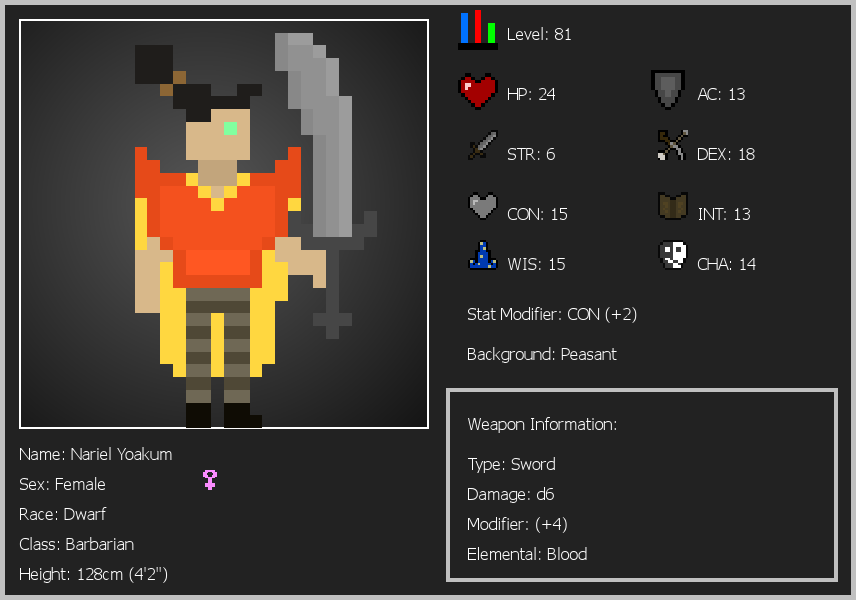 Level: 81
HP: 24
AC: 13
STR: 6
DEX: 18
CON: 15
INT: 13
WIS: 15
CHA: 14
Stat Modifier: CON (+2)
Background: Peasant
Weapon Information:
Type: Sword
Damage: d6
Modifier: (+4)
Elemental: Blood
Name: Nariel Yoakum
Sex: Female
Race: Dwarf
Class: Barbarian
Height: 128cm (4'2")